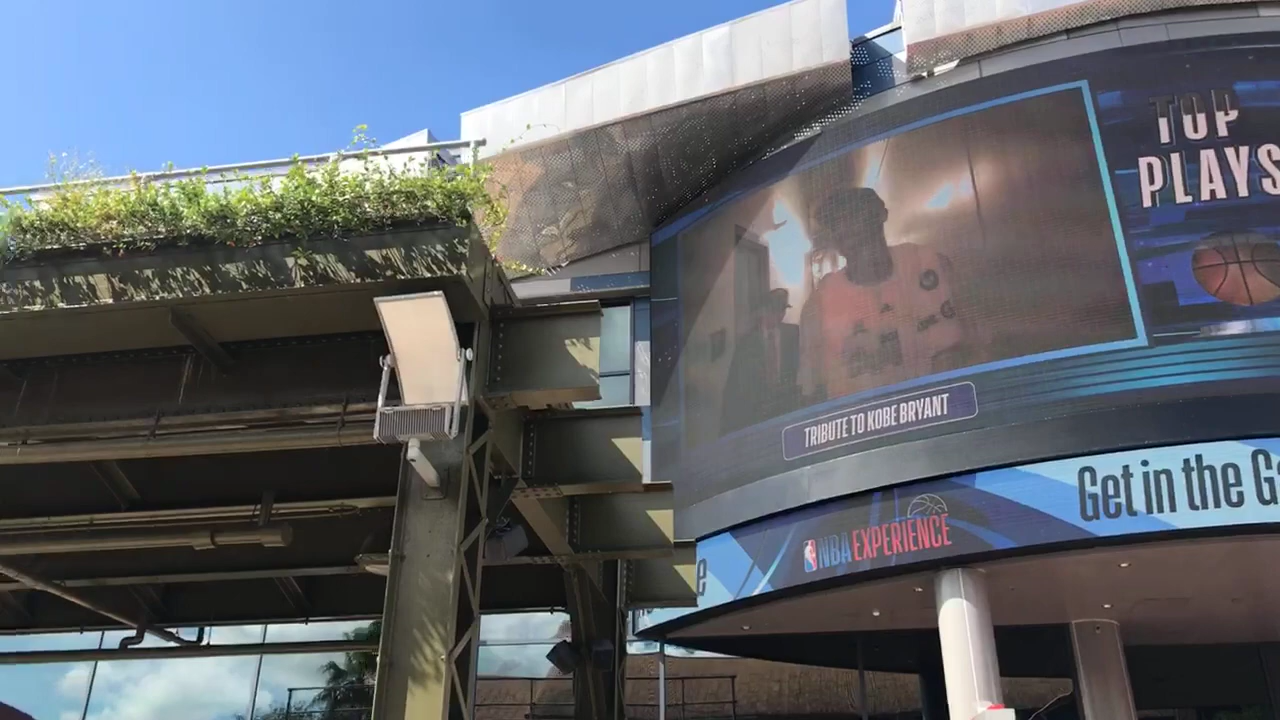 TOP
PLAYS
TRIBUTE TO KOBE BRYANT
Get in the G
NBA EXPERIENCE
e